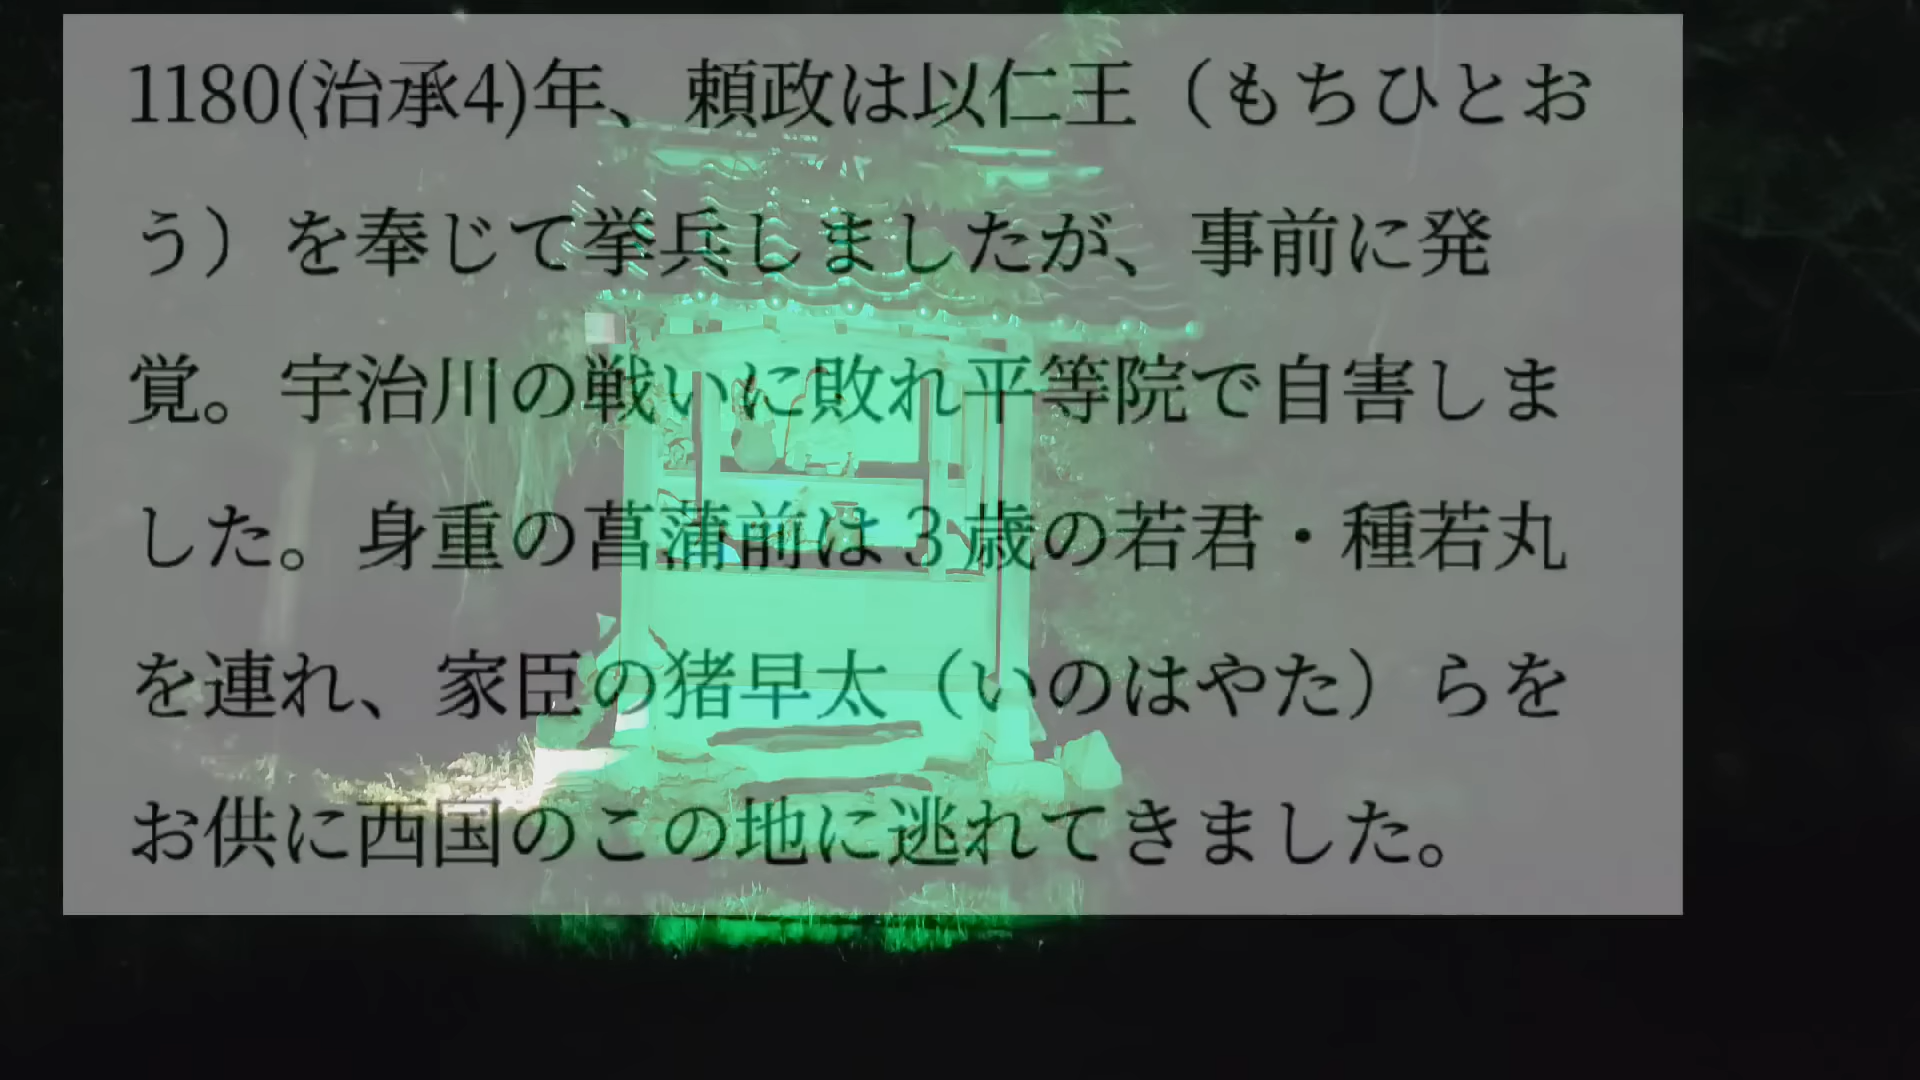 1180(治承4)年、頼政は以仁王（もちひとお
う）を奉じて挙兵しましたが、事前に発
覚。宇治川の戦いに敗れ平等院で自害しま
した。身重の菖蒲前は３歳の若君・種若丸
を連れ、家臣の猪早太（いのはやた）らを
お供に西国のこの地に逃れてきました。